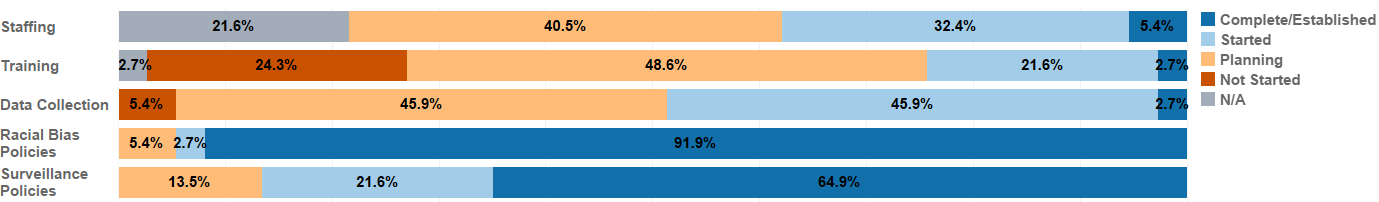 Staffing 21.6% 40.5% 32.4% 5.4%
Training 2.7% 24.3% 48.6% 21.6% 2.7%
Data Collection 5.4% 45.9% 45.9% 2.7%
Racial Bias
Policies 5.4% 2.7% 91.9%
Surveillance
Policies 13.5% 21.6% 64.9%
Complete/Established
Started
Planning
Not Started
N/A